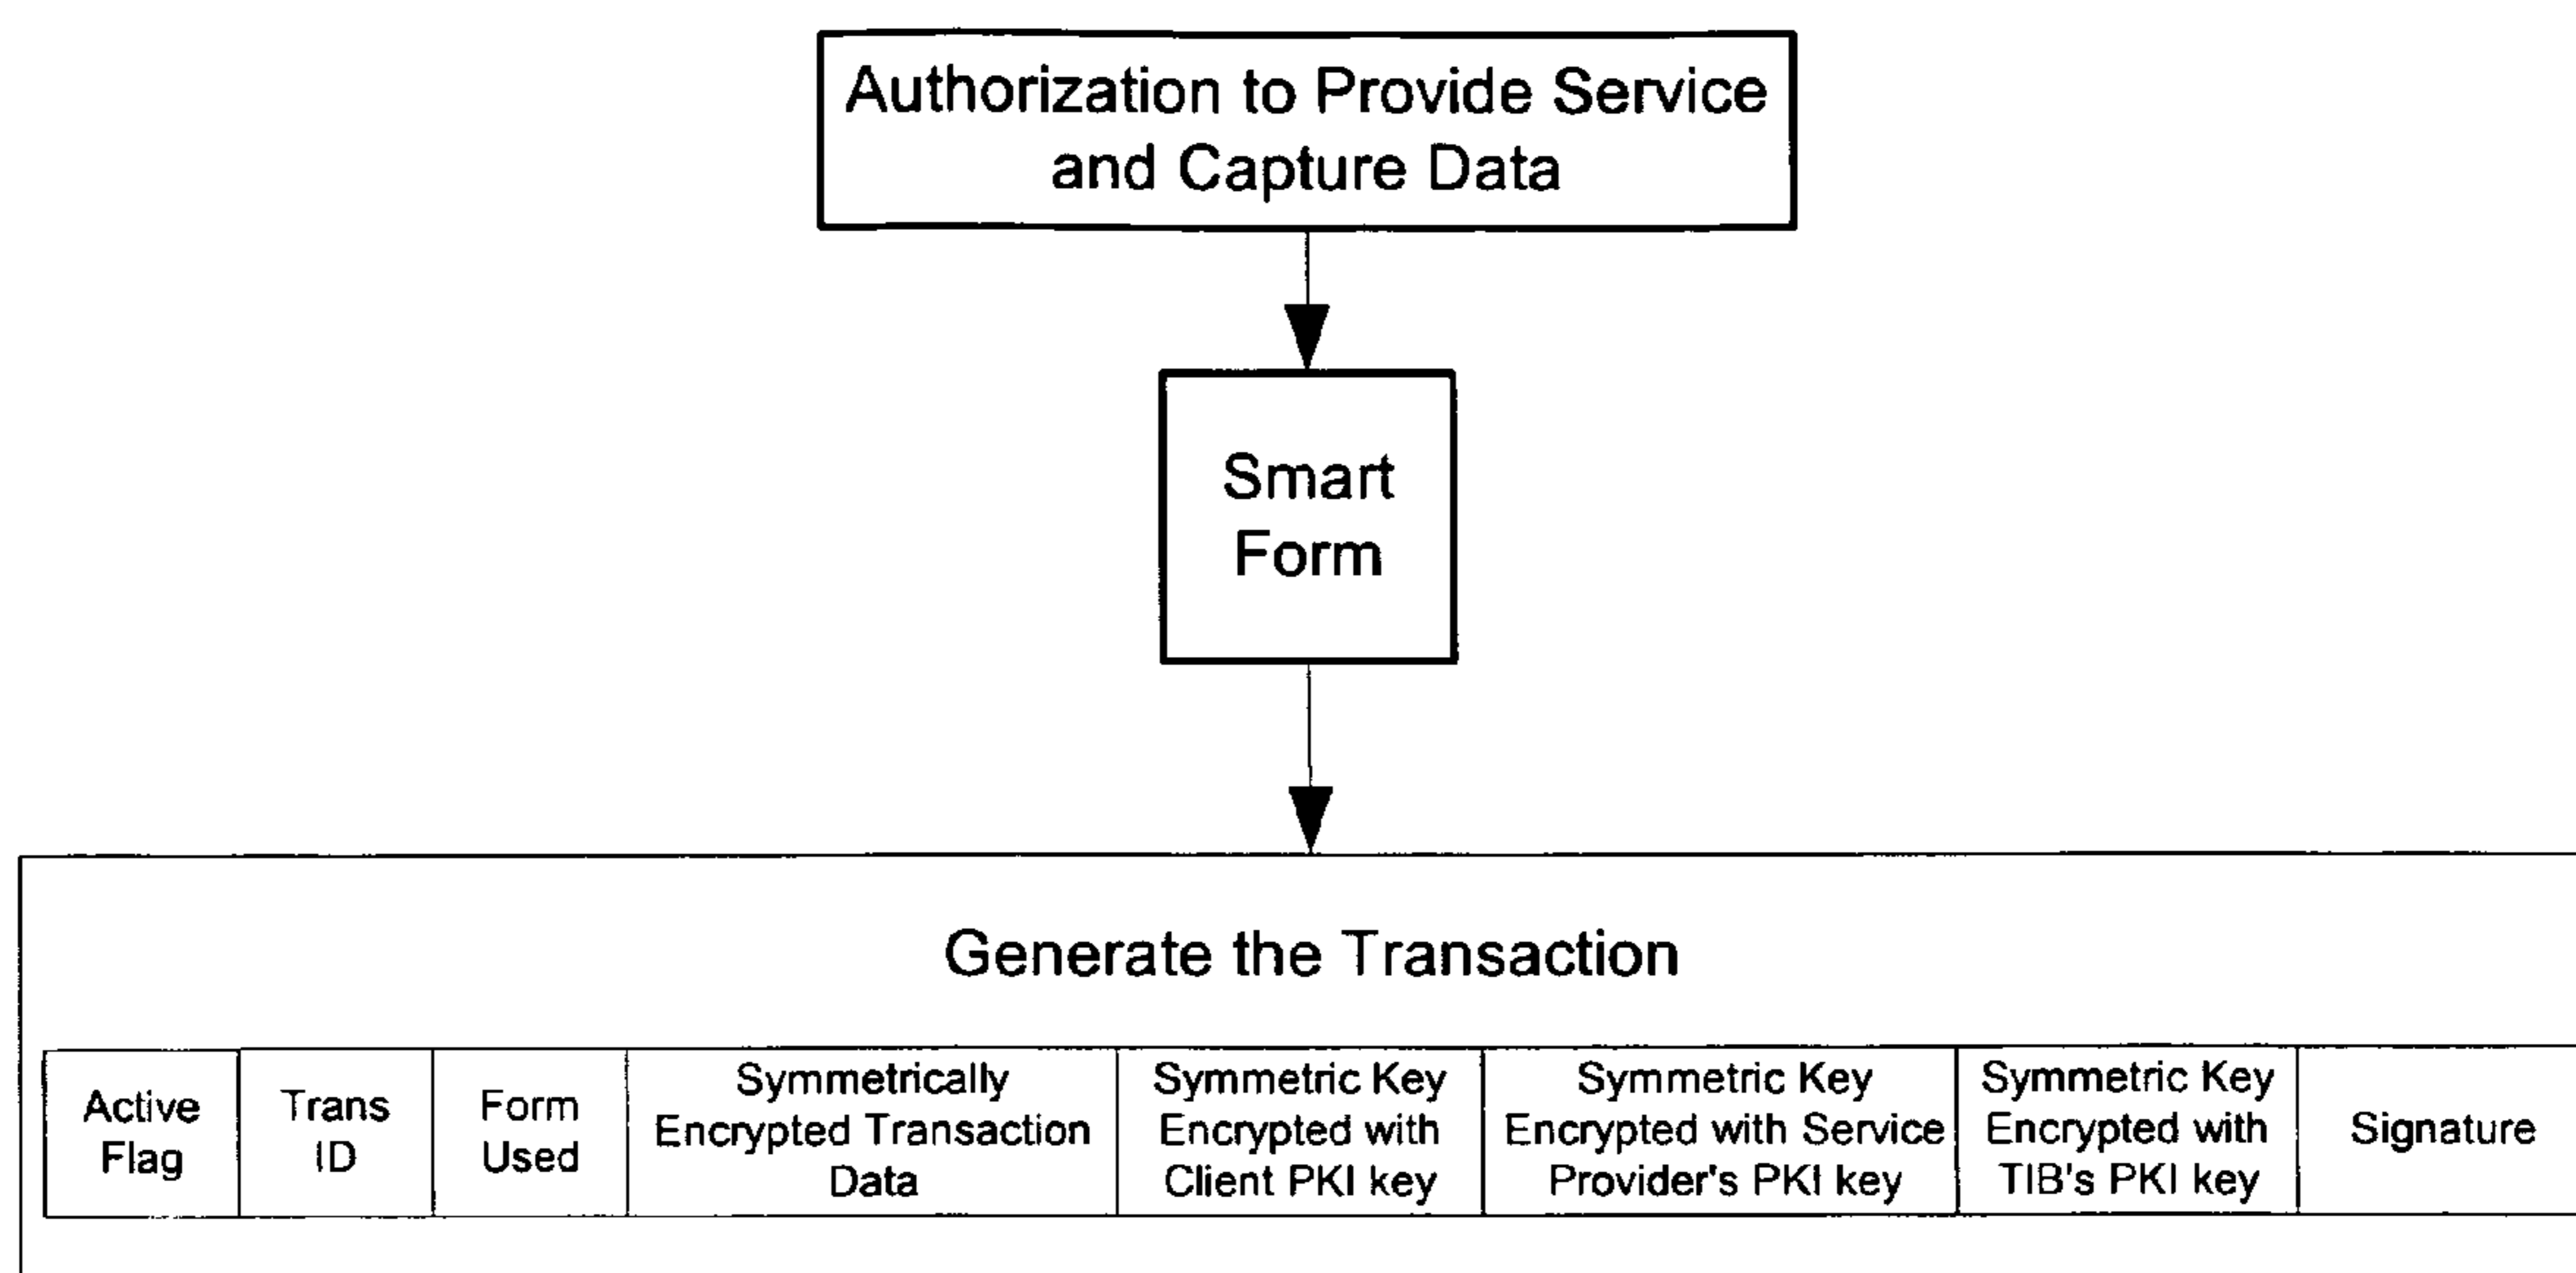 Authorization to Provide Service
and Capture Data
Smart
Form
Generate the Transaction
Active
Flag
Trans
ID
Form
Used
Symmetrically
Encrypted Transaction
Data
Symmetric Key
Encrypted with
Client PKI key
Symmetric Key
Encrypted with Service
Provider's PKI key
Symmetric Key
Encrypted with
TIB's PKI key
Signature